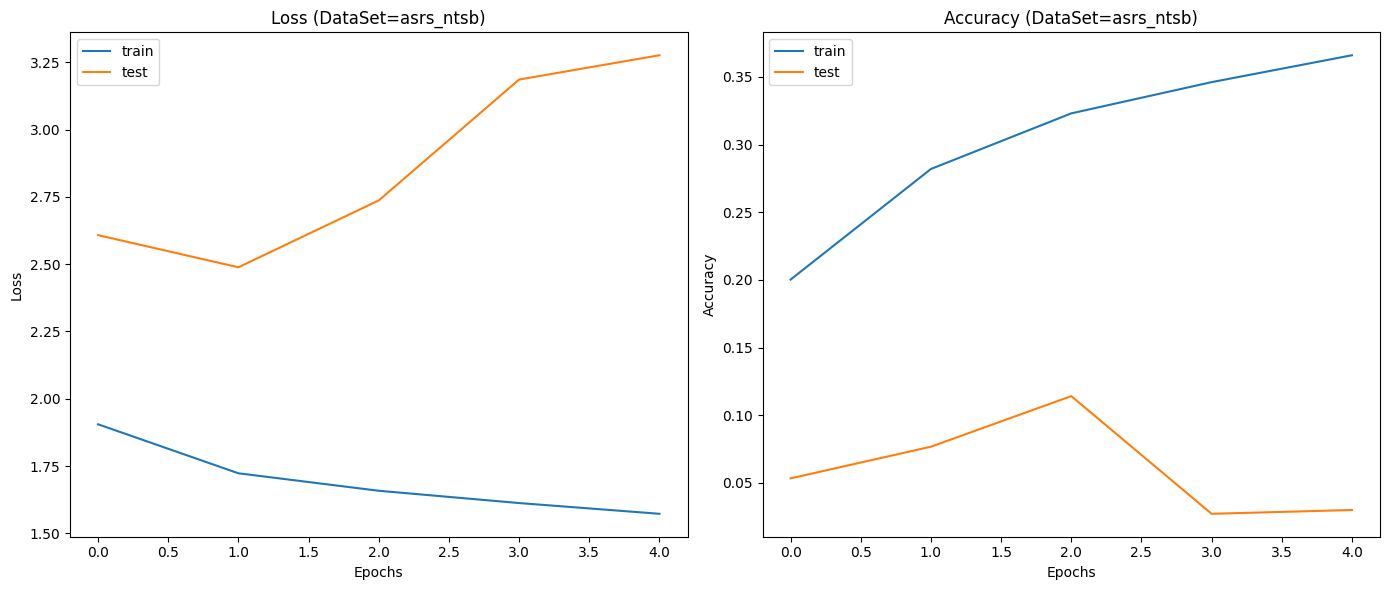 Loss (DataSet=asrs_ntsb)
train
test
3.25
3.00
2.75
2.50
2.25
2.00
1.75
1.50
Loss
0.0 0.5 1.0 1.5 2.0 2.5 3.0 3.5 4.0
Epochs
Accuracy (DataSet=asrs_ntsb)
train
test
0.35
0.30
0.25
0.20
0.15
0.10
0.05
Accuracy
0.0 0.5 1.0 1.5 2.0 2.5 3.0 3.5 4.0
Epochs